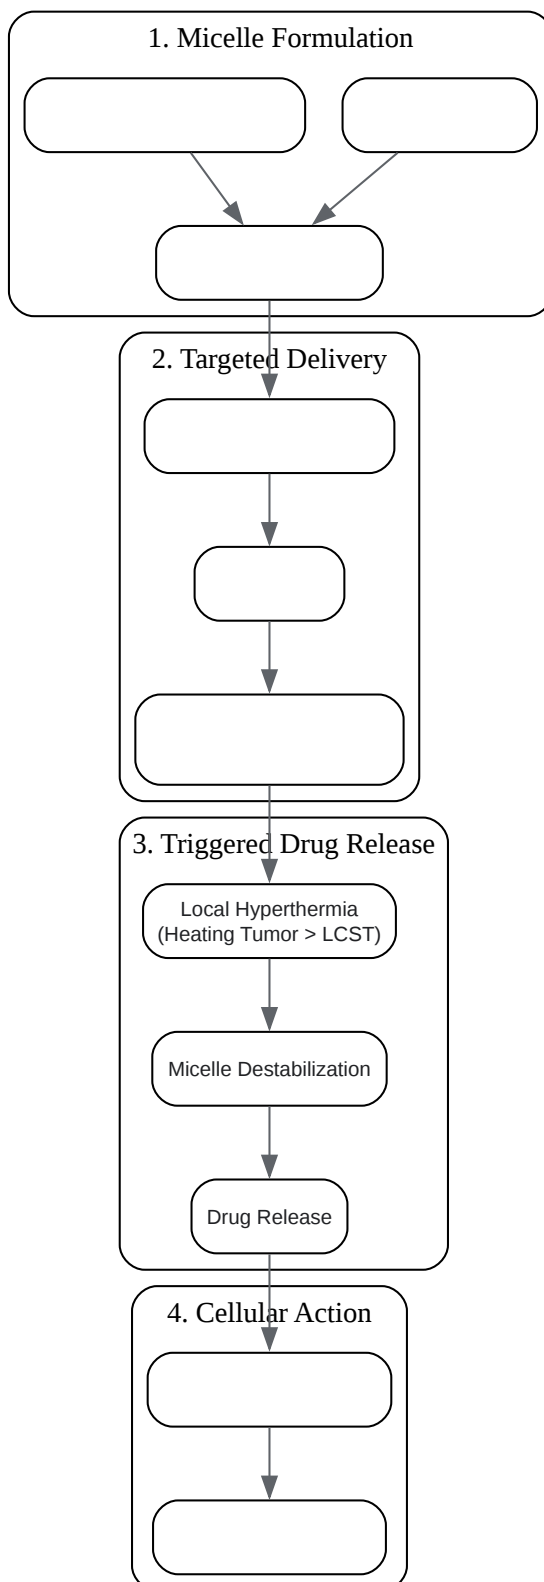 1. Micelle Formulation
2. Targeted Delivery
3. Triggered Drug Release
Local Hyperthermia
(Heating Tumor > LCST)
Micelle Destabilization
Drug Release
4. Cellular Action